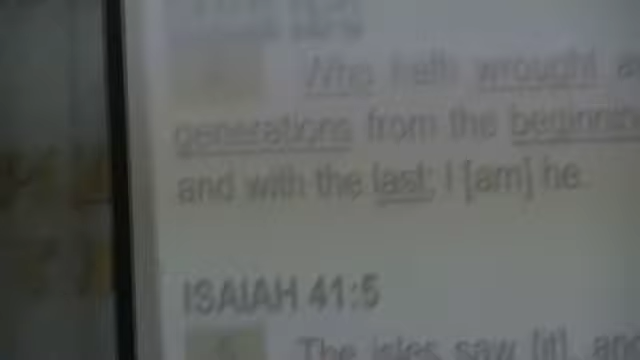 Who hath wrought a
generations from the beginnin
and with the last; I [am] he.
ISAIAH 41:5
The isles saw [it], and